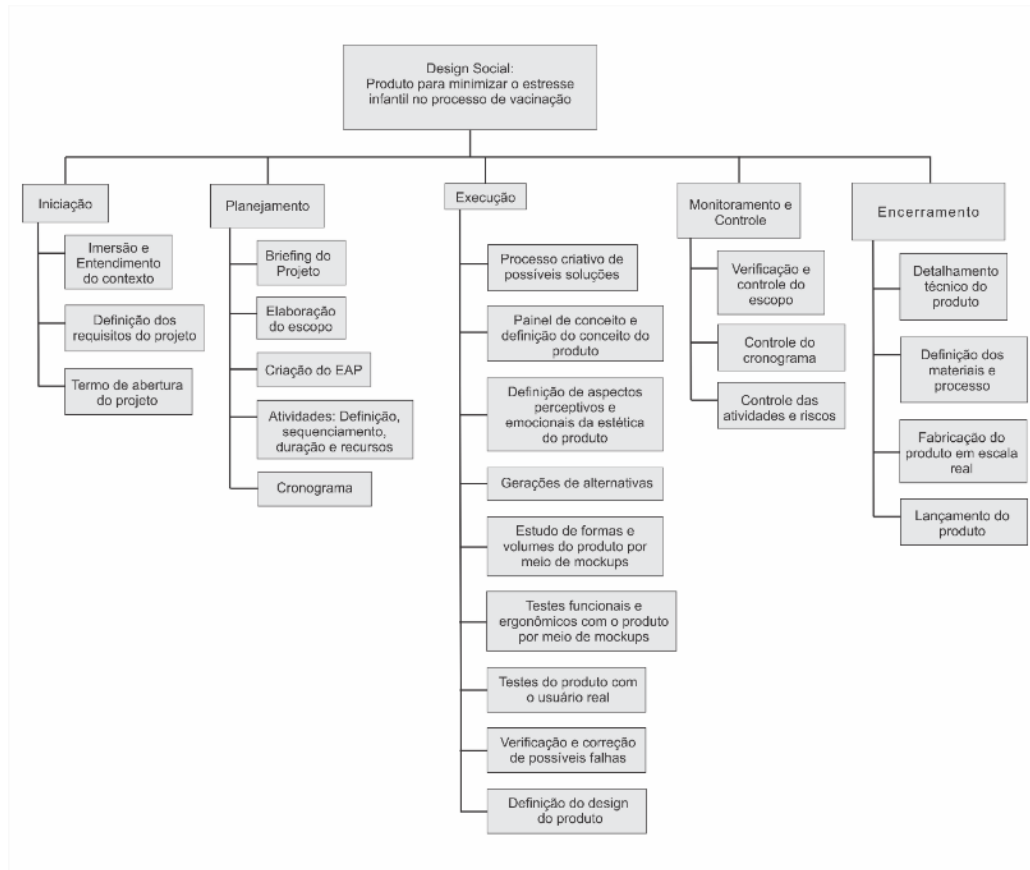 Design Social:
Produto para minimizar o estresse
infantil no processo de vacinação
Iniciação
Imersão e
Entendimento
do contexto
Definição dos
requisitos do projeto
Termo de abertura
do projeto
Planejamento
Briefing do
Projeto
Elaboração
do escopo
Criação do EAP
Atividades: Definição,
sequenciamento,
duração e recursos
Cronograma
Execução
Processo criativo de
possíveis soluções
Painel de conceito e
definição do conceito do
produto
Definição de aspectos
perceptivos e
emocionais da estética
do produto
Gerações de alternativas
Estudo de formas e
volumes do produto por
meio de mockups
Testes funcionais e
ergonômicos com o produto
por meio de mockups
Testes do produto com
o usuário real
Verificação e correção
de possíveis falhas
Definição do design
do produto
Monitoramento e
Controle
Verificação e
controle do
escopo
Controle do
cronograma
Controle das
atividades e riscos
Encerramento
Detalhamento
técnico do
produto
Definição dos
materiais e
processo
Fabricação do
produto em escala
real
Lançamento do
produto